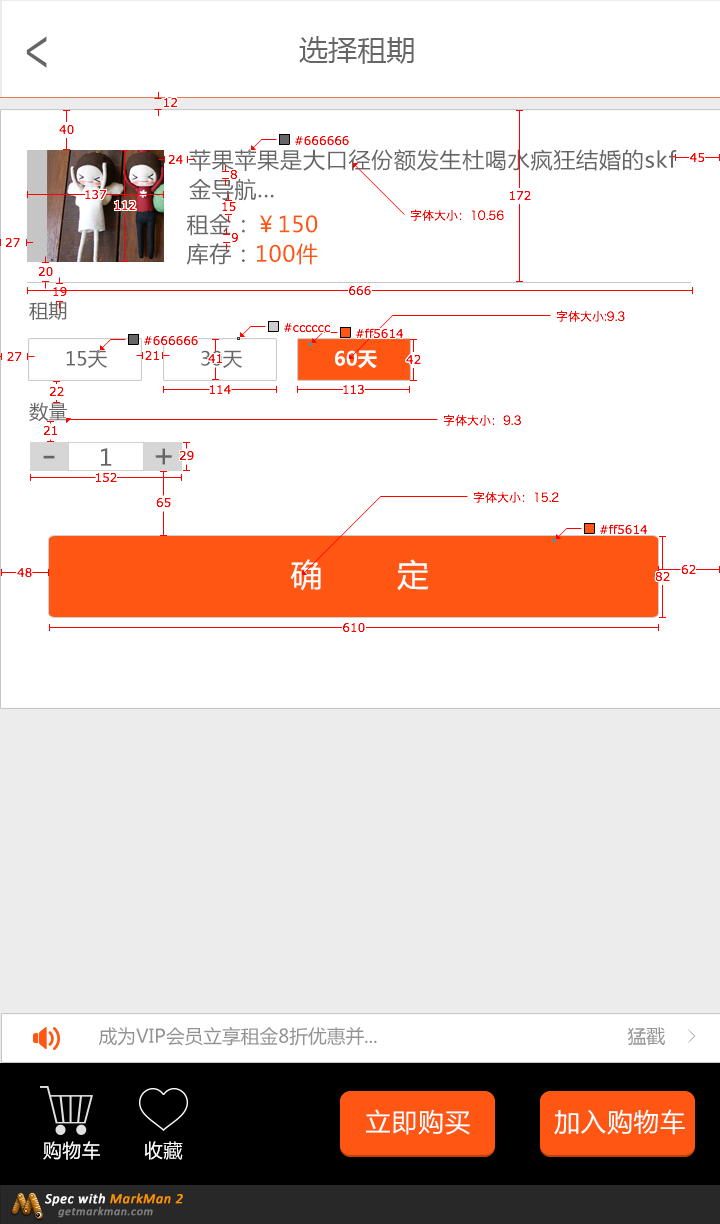 选择租期
12
40
#666666
24
苹果苹果是大口径份额发生杜喝水疯狂结婚的skf
45
8
金导航...
137
112
172
15
字体大小：10.56
租金：￥150
27
9
库存：100件
20
19
666
租期
字体大小:9.3
#cccccc
#ff5614
#666666
27
15天
21
41
60天
42
114
113
22
数量
字体大小：9.3
21
- 1 +
29
152
65
字体大小：15.2
#ff5614
确 定
48
82
62
610
成为VIP会员立享租金8折优惠并...
猛戳
立即购买
加入购物车
购物车
收藏
Spec with MarkMan 2
getmarkman.com